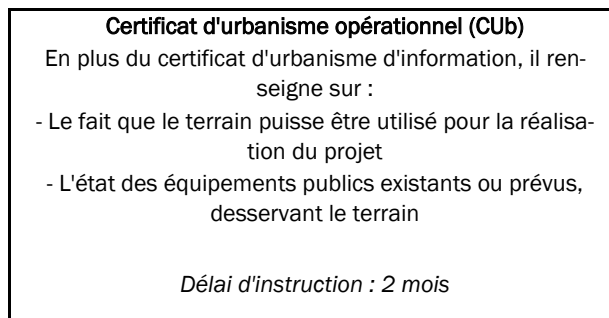 Certificat d'urbanisme opérationnel (CUb)
En plus du certificat d'urbanisme d'information, il ren-
seigne sur :
- Le fait que le terrain puisse être utilisé pour la réalisa-
tion du projet
- L'état des équipements publics existants ou prévus,
desservant le terrain
Délai d'instruction : 2 mois